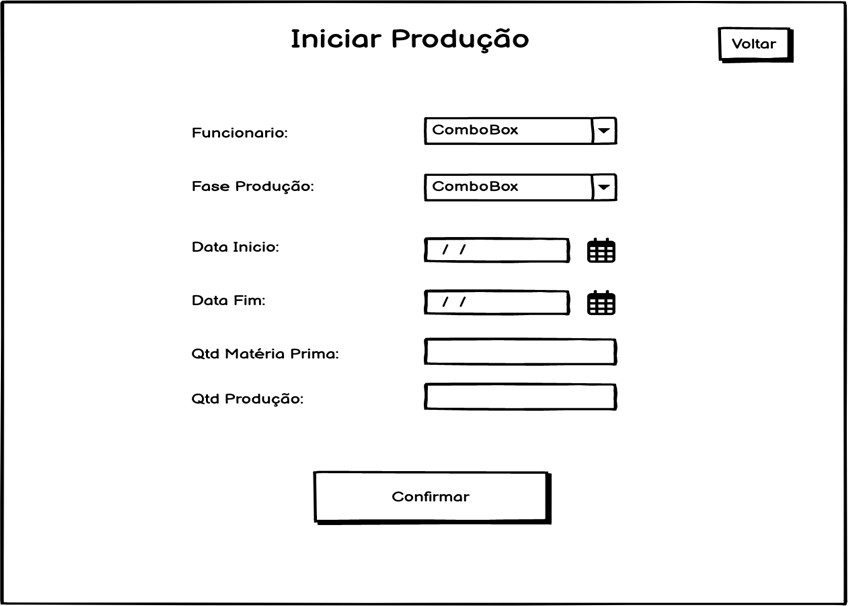 Iniciar Produção
Voltar
Funcionario: ComboBox
Fase Produção: ComboBox
Data Inicio: / /
Data Fim: / /
Qtd Matéria Prima:
Qtd Produção:
Confirmar